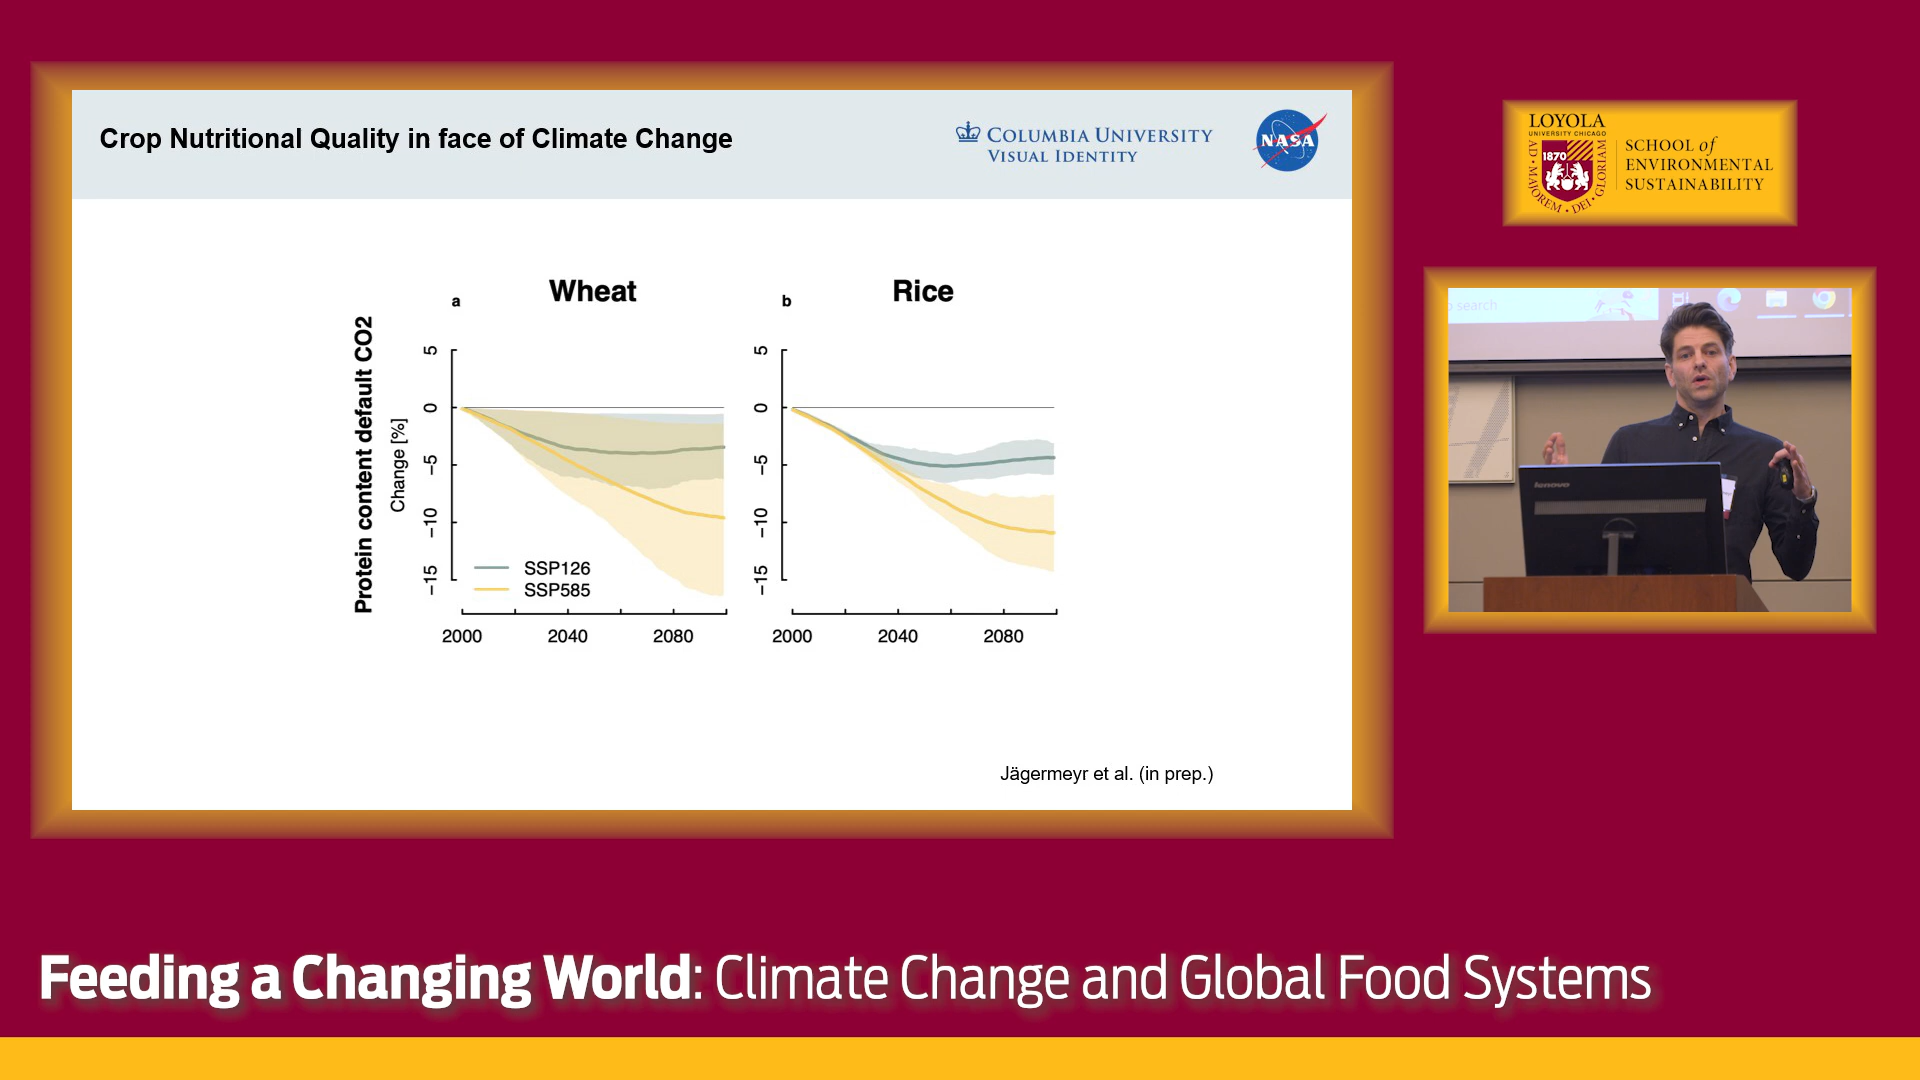 Crop Nutritional Quality in face of Climate Change
COLUMBIA UNIVERSITY
VISUAL IDENTITY
NASA
a
Wheat
b
Rice
Protein content default CO2
Change [%]
5
0
−5
−10
−15
SSP126
SSP585
2000
2040
2080
5
0
−5
−10
−15
2000
2040
2080
Jägermeyr et al. (in prep.)
LOYOLA
UNIVERSITY CHICAGO
AD • MAJOREM • DEI • GLORIAM
1870
SCHOOL of
ENVIRONMENTAL
SUSTAINABILITY
search
lenovo
Feeding a Changing World: Climate Change and Global Food Systems